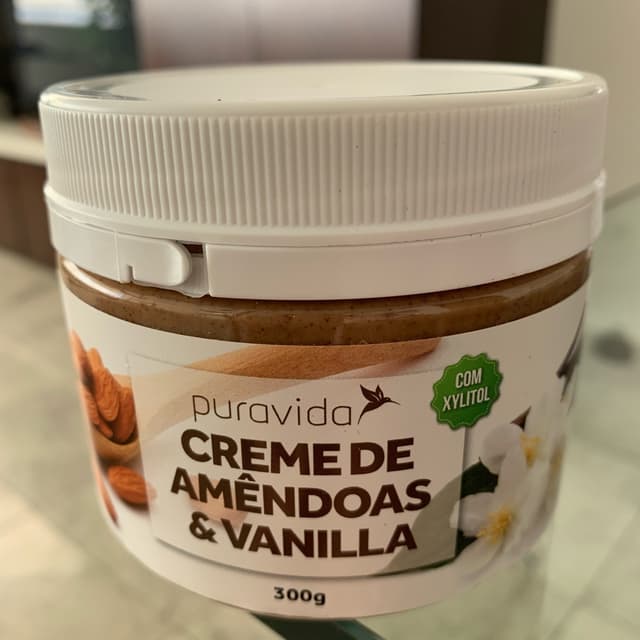 puravida
COM
XYLITOL
CREME DE
AMÊNDOAS
& VANILLA
300g